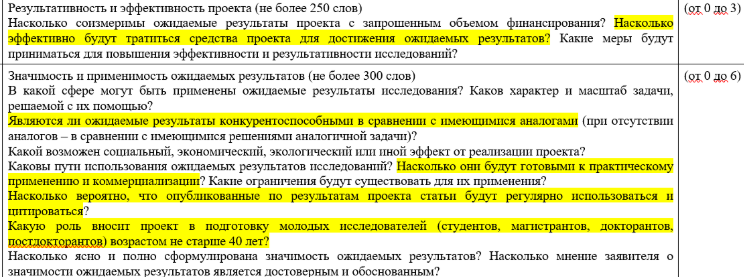 Результативность и эффективность проекта (не более 250 слов)
(от 0 до 3)
Насколько соизмеримы ожидаемые результаты проекта с запрошенным объемом финансирования? Насколько
эффективно будут тратиться средства проекта для достижения ожидаемых результатов? Какие меры будут
приниматься для повышения эффективности и результативности исследований?
Значимость и применимость ожидаемых результатов (не более 300 слов)
(от 0 до 6)
В какой сфере могут быть применены ожидаемые результаты исследования? Каков характер и масштаб задачи,
решаемой с их помощью?
Являются ли ожидаемые результаты конкурентоспособными в сравнении с имеющимися аналогами (при отсутствии
аналогов – в сравнении с имеющимися решениями аналогичной задачи)?
Какой возможен социальный, экономический, экологический или иной эффект от реализации проекта?
Каковы пути использования ожидаемых результатов исследований? Насколько они будут готовыми к практическому
применению и коммерциализации? Какие ограничения будут существовать для их применения?
Насколько вероятно, что опубликованные по результатам проекта статьи будут регулярно использоваться и
цитироваться?
Какую роль вносит проект в подготовку молодых исследователей (студентов, магистрантов, докторантов,
постдокторантов) возрастом не старше 40 лет?
Насколько ясно и полно сформулирована значимость ожидаемых результатов? Насколько мнение заявителя о
значимости ожидаемых результатов является достоверным и обоснованным?